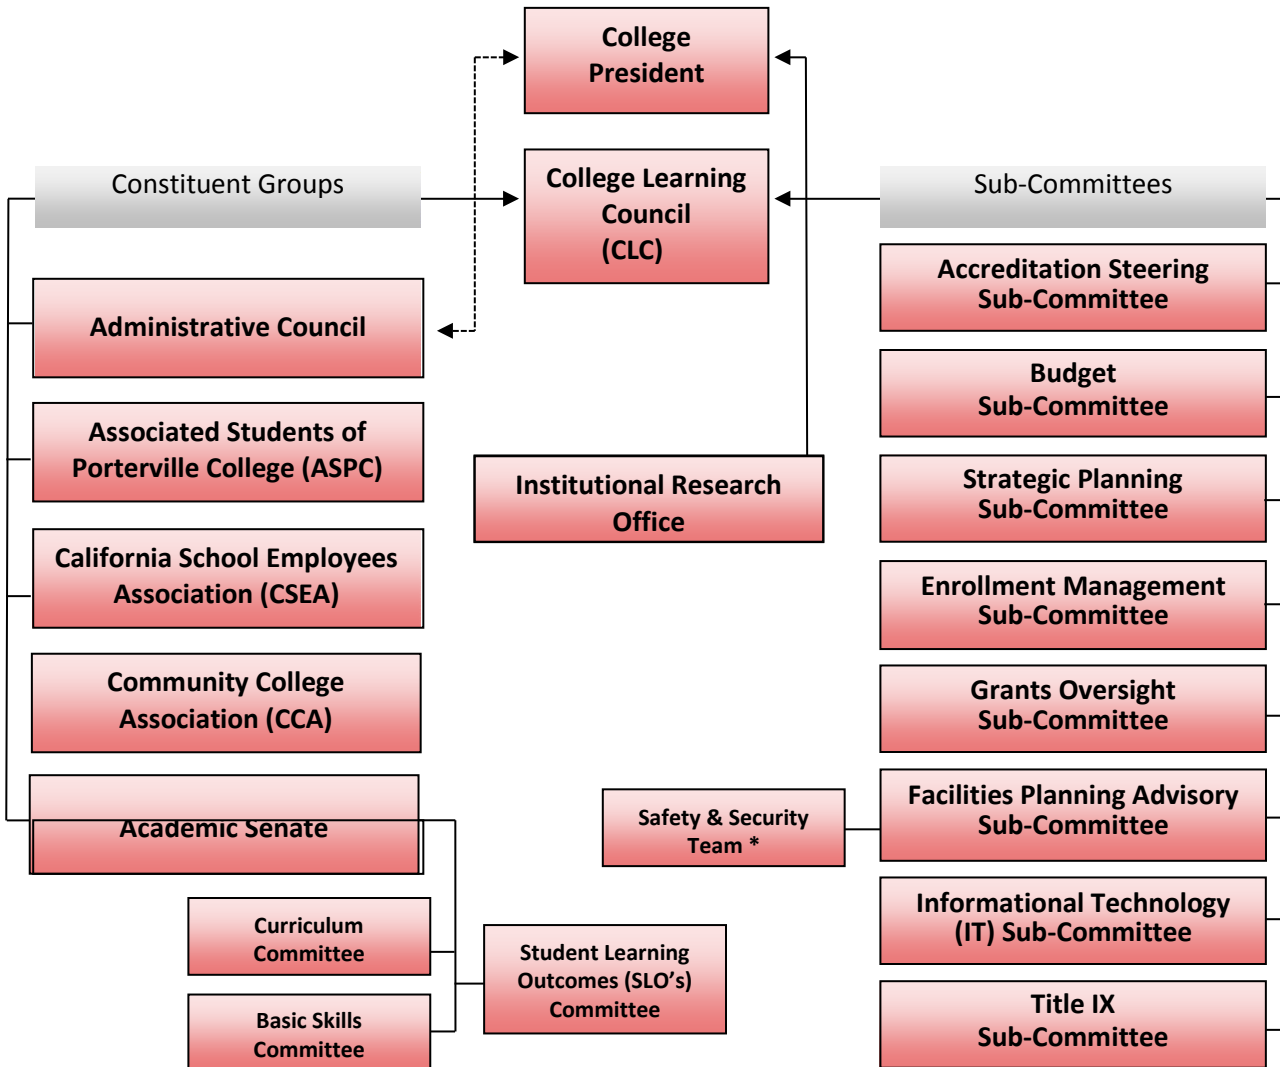 College
President
Constituent Groups
College Learning
Council
(CLC)
Sub-Committees
Administrative Council
Associated Students of
Porterville College (ASPC)
California School Employees
Association (CSEA)
Community College
Association (CCA)
Academic Senate
Curriculum
Committee
Basic Skills
Committee
Student Learning
Outcomes (SLO’s)
Committee
Institutional Research
Office
Safety & Security
Team *
Accreditation Steering
Sub-Committee
Budget
Sub-Committee
Strategic Planning
Sub-Committee
Enrollment Management
Sub-Committee
Grants Oversight
Sub-Committee
Facilities Planning Advisory
Sub-Committee
Informational Technology
(IT) Sub-Committee
Title IX
Sub-Committee